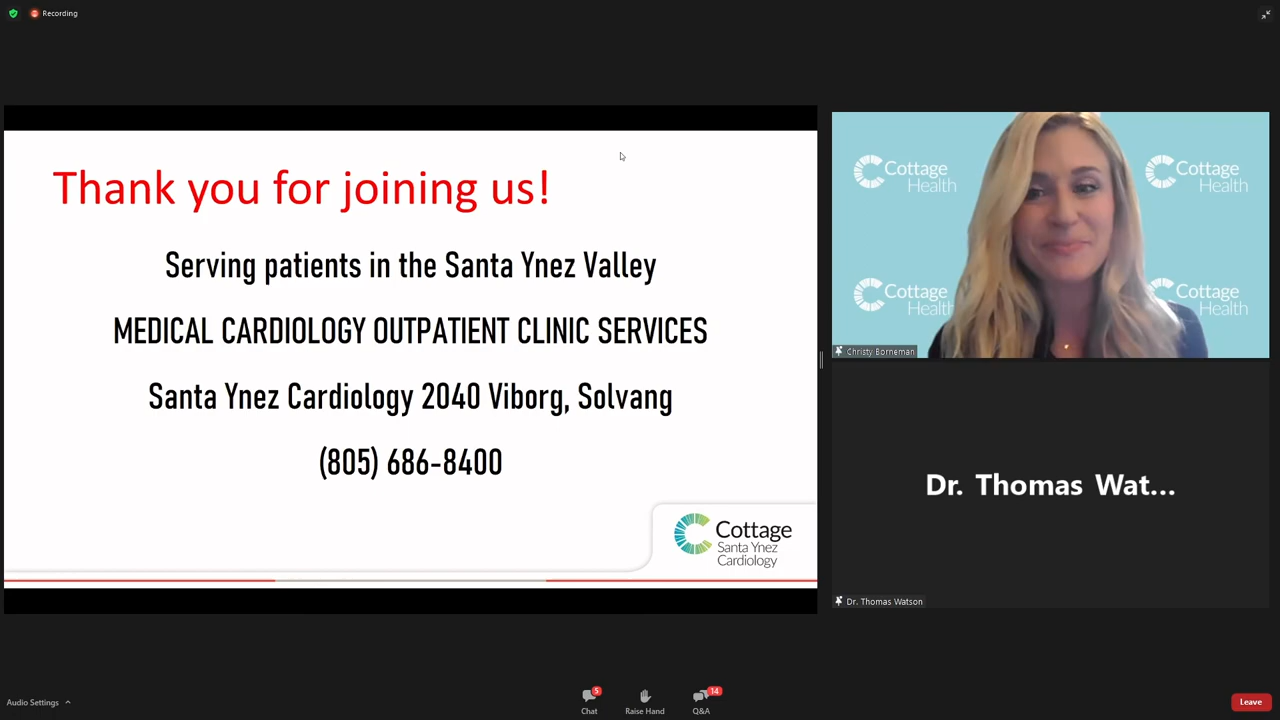 Recording
Thank you for joining us!
Serving patients in the Santa Ynez Valley
MEDICAL CARDIOLOGY OUTPATIENT CLINIC SERVICES
Santa Ynez Cardiology 2040 Viborg, Solvang
(805) 686-8400
Cottage
Santa Ynez
Cardiology
Cottage
Health
Cottage
Health
Cottage
Health
Cottage
Health
Christy Borneman
Dr. Thomas Wat...
Dr. Thomas Watson
Audio Settings
5
Chat
Raise Hand
14
Q&A
Leave